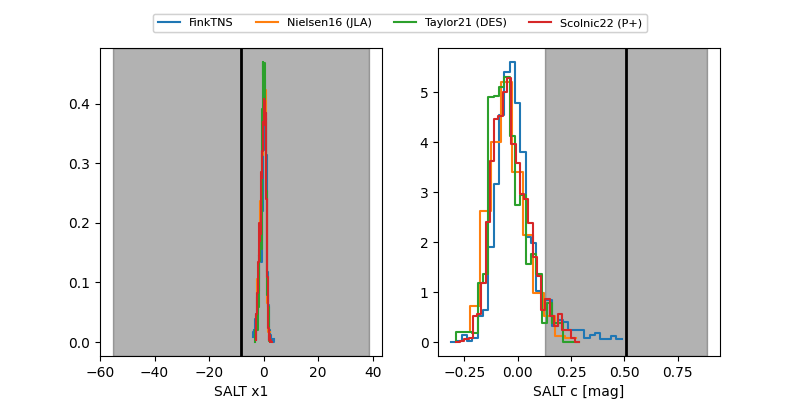 FinkTNS Nielsen16 (JLA) Taylor21 (DES) Scolnic22 (P+)
0.4
0.3
0.2
0.1
0.0
−60 −40 −20 0 20 40
SALT x1
5
4
3
2
1
0
−0.25 0.00 0.25 0.50 0.75
SALT c [mag]